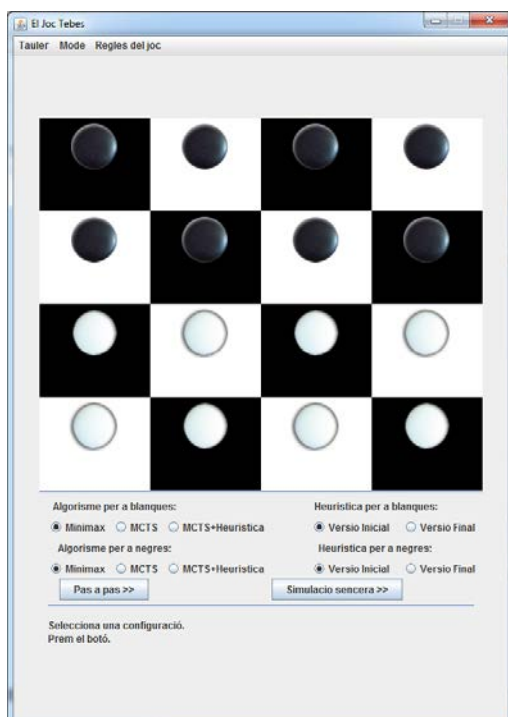 El Joc Tebes
Tauler Mode Regles del joc
Algorisme per a blanques: Heuristica per a blanques:
Minimax MCTS MCTS+Heuristica Versio Inicial Versio Final
Algorisme per a negres: Heuristica per a negres:
Minimax MCTS MCTS+Heuristica Versio Inicial Versio Final
Pas a pas >> Simulacio sencera >>
Selecciona una configuració.
Prem el botó.